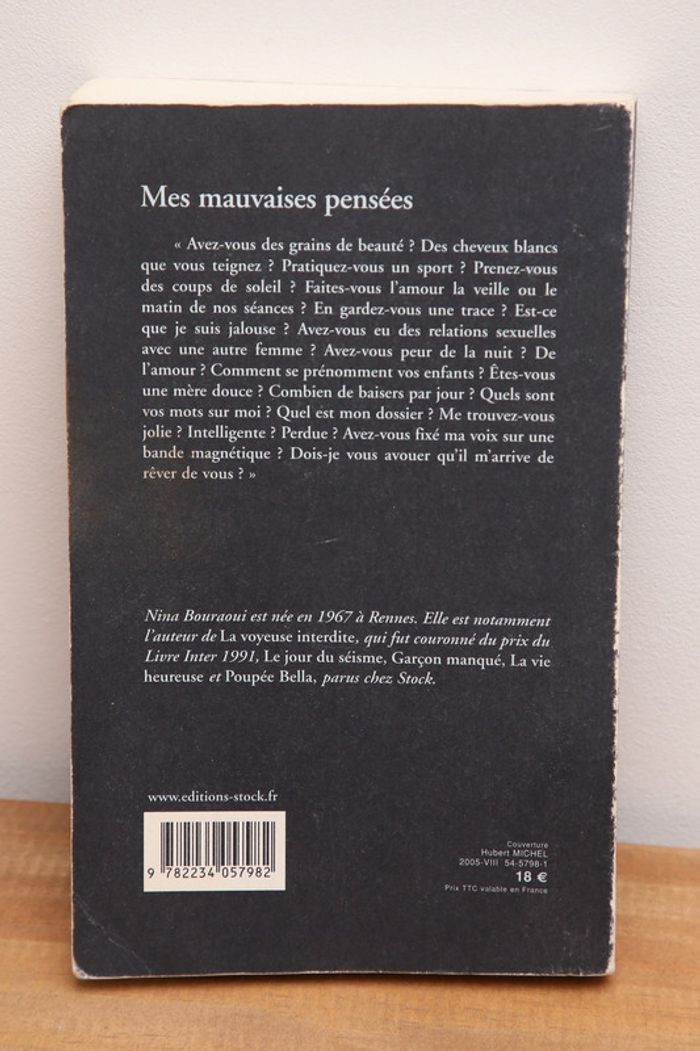 Mes mauvaises pensées
« Avez-vous des grains de beauté ? Des cheveux blancs
que vous teignez ? Pratiquez-vous un sport ? Prenez-vous
des coups de soleil ? Faites-vous l'amour la veille ou le
matin de nos séances ? En gardez-vous une trace ? Est-ce
que je suis jalouse ? Avez-vous eu des relations sexuelles
avec une autre femme ? Avez-vous peur de la nuit ? De
l'amour ? Comment se prénomment vos enfants ? Êtes-vous
une mère douce ? Combien de baisers par jour ? Quels sont
vos mots sur moi ? Quel est mon dossier ? Me trouvez-vous
jolie ? Intelligente ? Perdue ? Avez-vous fixé ma voix sur une
bande magnétique ? Dois-je vous avouer qu'il m'arrive de
rêver de vous ? »
Nina Bouraoui est née en 1967 à Rennes. Elle est notamment
l'auteur de La voyeuse interdite, qui fut couronné du prix du
Livre Inter 1991, Le jour du séisme, Garçon manqué, La vie
heureuse et Poupée Bella, parus chez Stock.
www.editions-stock.fr
9 782234 057982
Couverture
Hubert MICHEL
2005-VIII 54-5798-1
18 €
Prix TTC valable en France